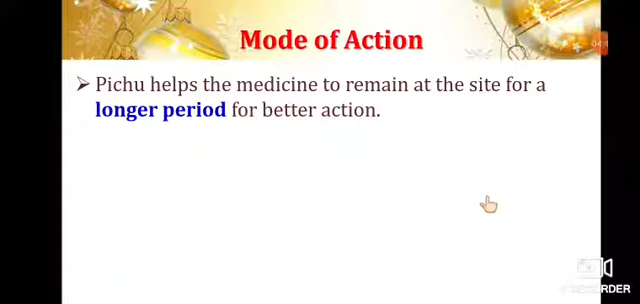 Mode of Action
➢ Pichu helps the medicine to remain at the site for a
longer period for better action.